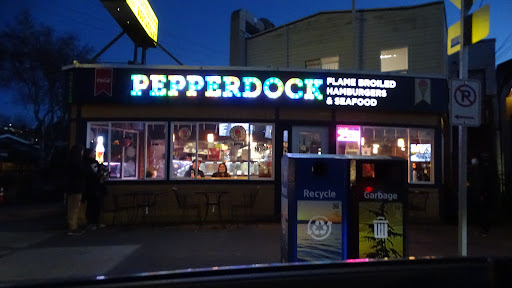 PEPPERDOCK
FLAME BROILED
HAMBURGERS
& SEAFOOD
Recycle
Garbage